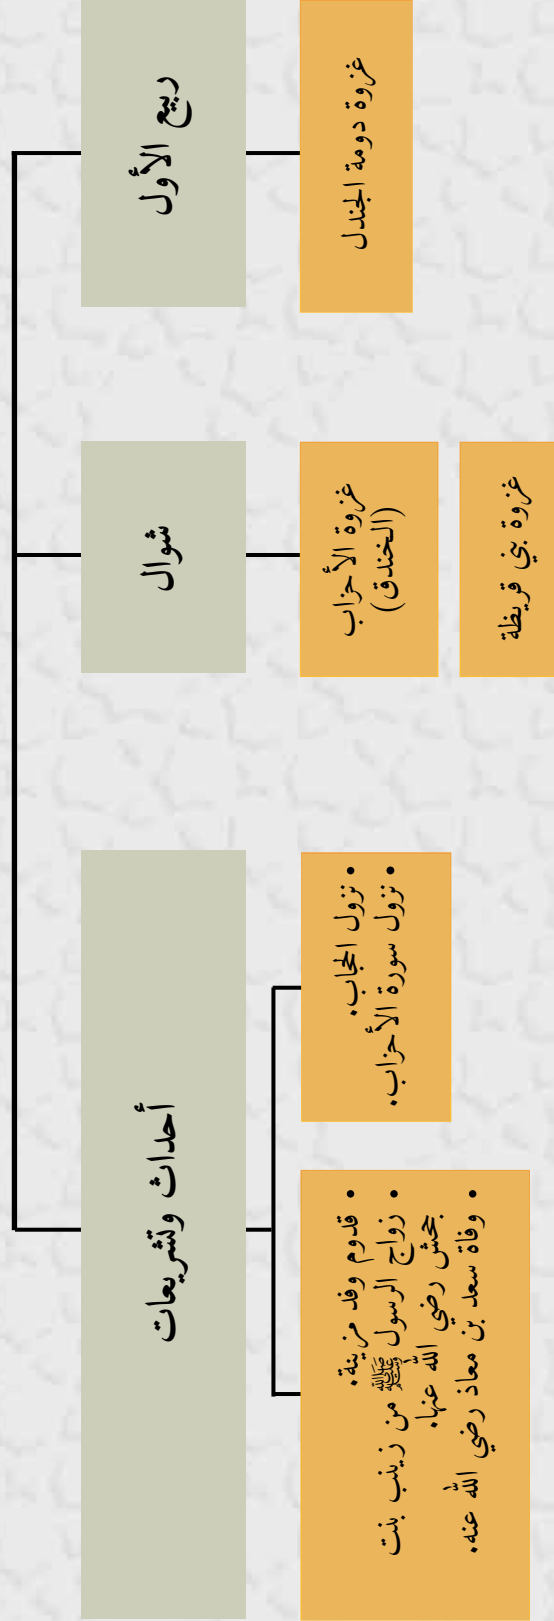 ربيع الأول
غزوة دومة الجندل
شوال
غزوة الأحزاب
(الخندق)
غزوة بني قريظة
أحداث وتشريعات
• نزول الحجاب.
• نزول سورة الأحزاب.
• قدوم وفد مزينة.
• زواج الرسول ﷺ من زينب بنت
جحش رضي الله عنها.
• وفاة سعد بن معاذ رضي الله عنه.